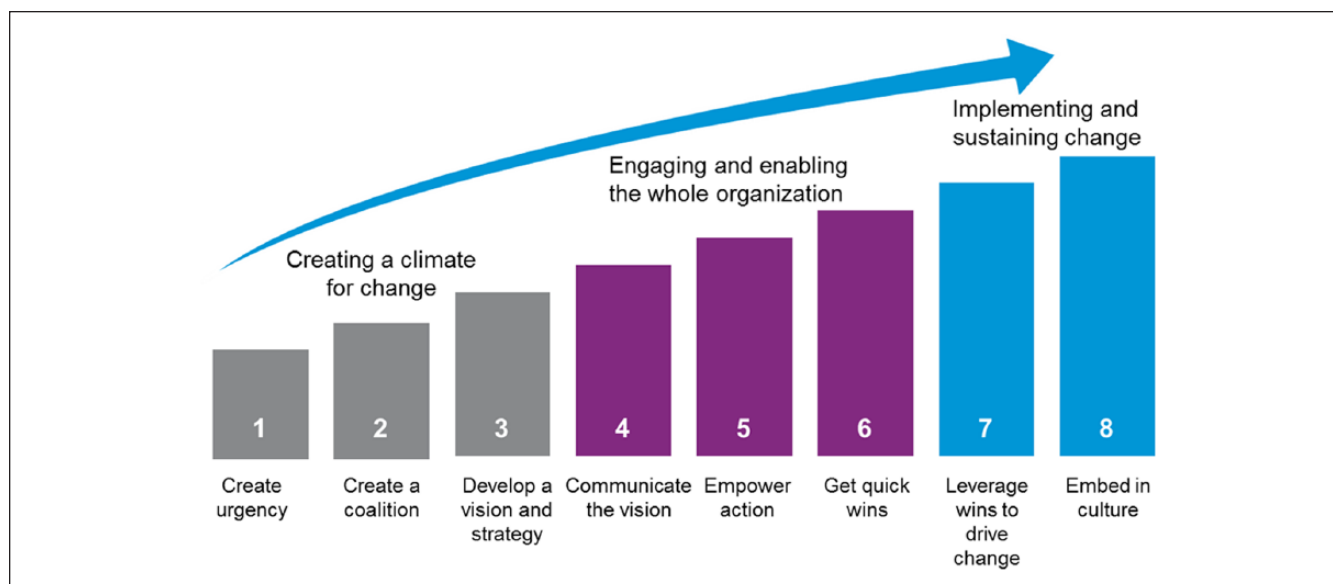 Implementing and
sustaining change
Engaging and enabling
the whole organization
Creating a climate
for change
1
2
3
4
5
6
7
8
Create
urgency
Create a
coalition
Develop a
vision and
strategy
Communicate
the vision
Empower
action
Get quick
wins
Leverage
wins to
drive
change
Embed in
culture